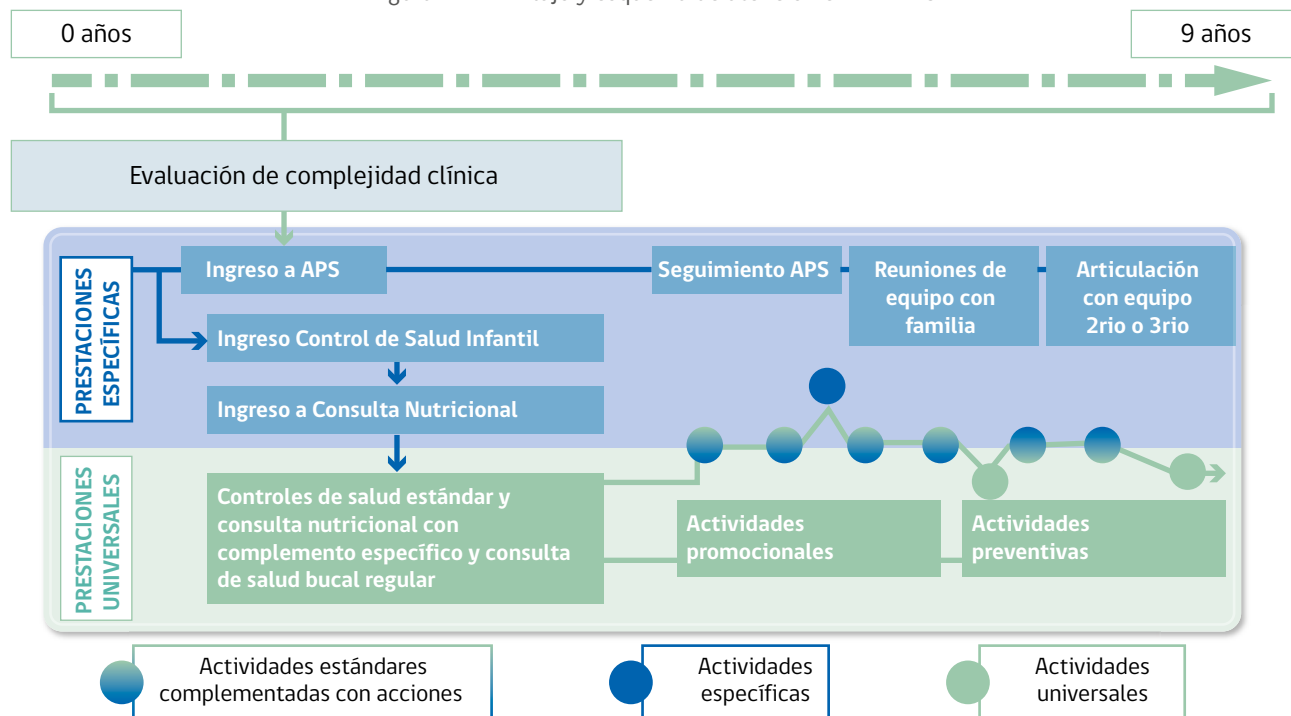 0 años
9 años
Evaluación de complejidad clínica
PRESTACIONES
ESPECÍFICAS
Ingreso a APS
Seguimiento APS
Reuniones de
equipo con
familia
Articulación
con equipo
2rio o 3rio
Ingreso Control de Salud Infantil
Ingreso a Consulta Nutricional
PRESTACIONES
UNIVERSALES
Controles de salud estándar y
consulta nutricional con
complemento específico y consulta
de salud bucal regular
Actividades
promocionales
Actividades
preventivas
Actividades estándares
complementadas con acciones
Actividades
específicas
Actividades
universales